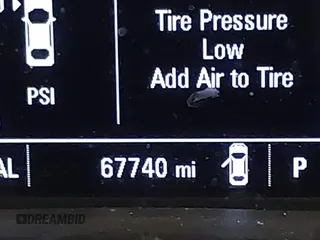 Tire Pressure
Low
Add Air to Tire
PSI
AL
67740 mi
P
DREAMBID